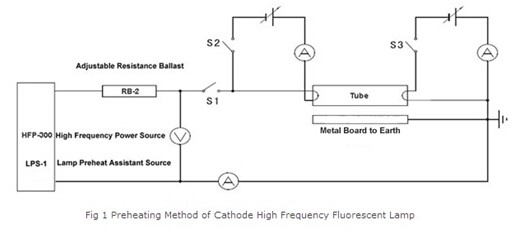 S2
A
S3
A
Adjustable Resistance Ballast
RB-2
S1
Tube
Metal Board to Earth
HFP-300 High Frequency Power Source
V
LPS-1 Lamp Preheat Assistant Source
A
Fig 1 Preheating Method of Cathode High Frequency Fluorescent Lamp